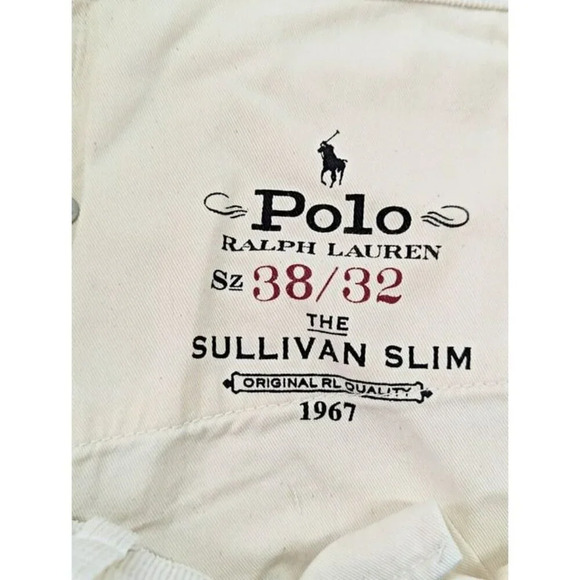 Polo
RALPH LAUREN
Sz 38/32
THE
SULLIVAN SLIM
ORIGINAL RL QUALITY
1967